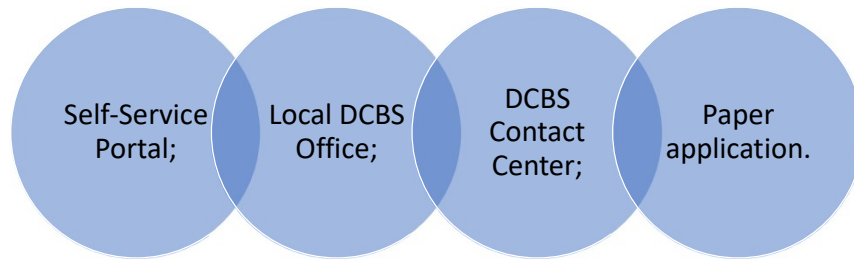 Self-Service
Portal;
Local DCBS
Office;
DCBS
Contact
Center;
Paper
application.